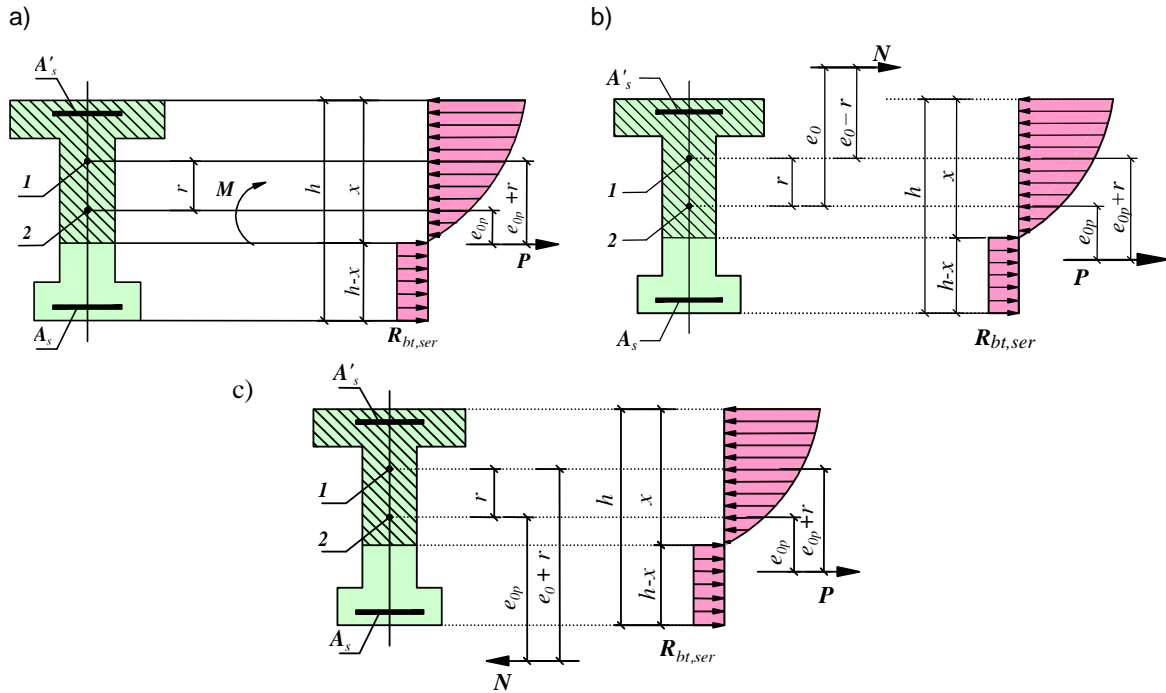 a)
A's
1
2
As
r
M
h
x
h-x
e0p
e0p+r
P
Rbt,ser
b)
N
A's
1
2
As
e0
e0−r
r
h
x
h-x
e0p
e0p+r
P
Rbt,ser
c)
A's
1
2
As
r
e0p
e0+r
N
h
x
h-x
e0p
e0p+r
P
Rbt,ser